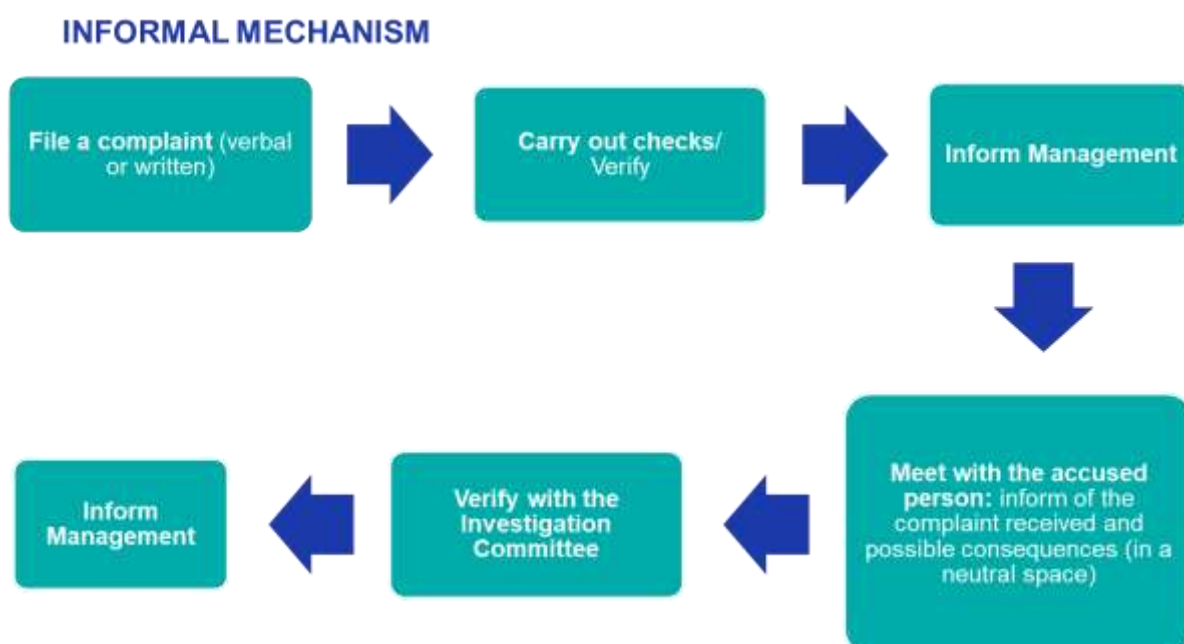 INFORMAL MECHANISM
File a complaint (verbal
or written)
Carry out checks/
Verify
Inform Management
Meet with the accused
person: inform of the
complaint received and
possible consequences (in a
neutral space)
Verify with the
Investigation
Committee
Inform
Management